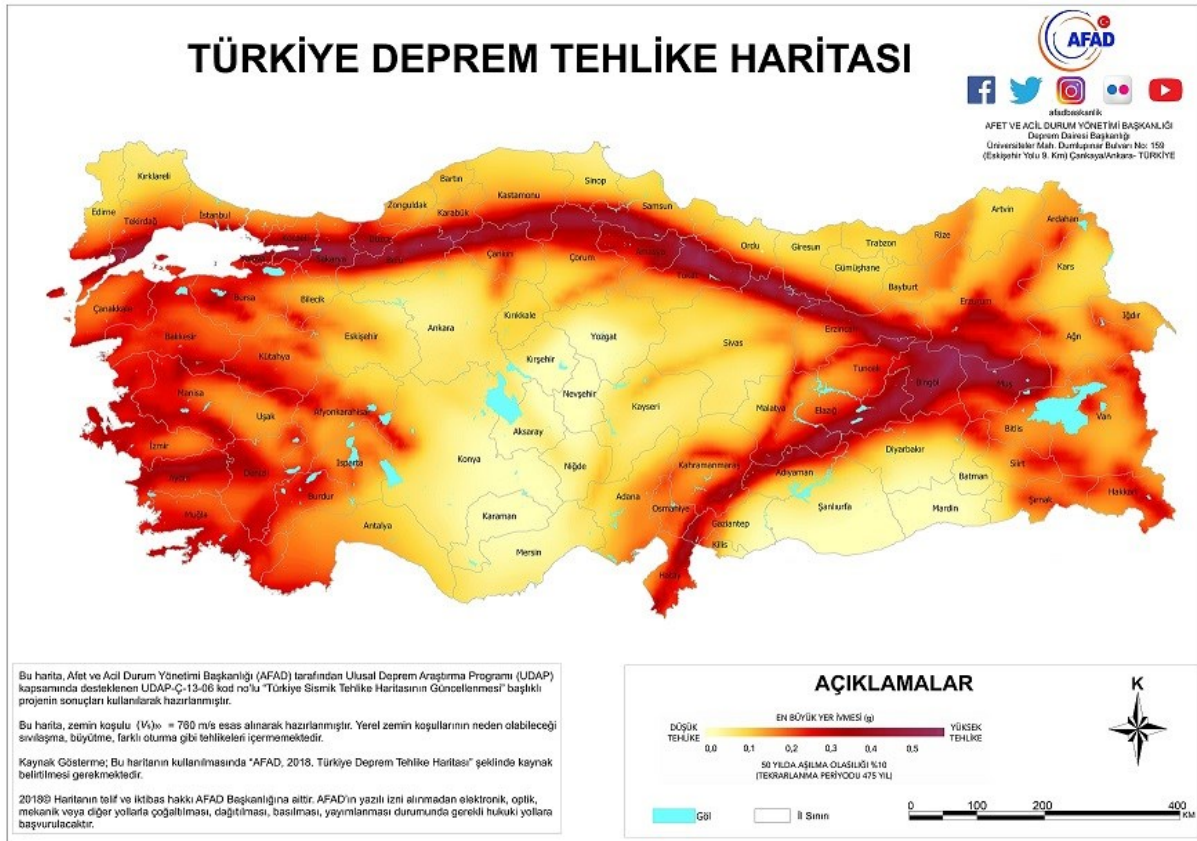 TÜRKİYE DEPREM TEHLİKE HARİTASI
AFAD
afadbaskanlik
AFET VE ACİL DURUM YÖNETİMİ BAŞKANLIĞI
Deprem Dairesi Başkanlığı
Üniversiteler Mah. Dumlupınar Bulvarı No: 159
(Eskişehir Yolu 9. Km) Çankaya/Ankara- TÜRKİYE
Kırklareli
Edirne
Tekirdağ
İstanbul
Zonguldak
Bartın
Karabük
Kastamonu
Sinop
Samsun
Ordu
Giresun
Trabzon
Rize
Artvin
Ardahan
Kars
Gümüşhane
Bayburt
Erzurum
Iğdır
Ağrı
Yalova
Sakarya
Düzce
Bolu
Çankırı
Çorum
Amasya
Tokat
Çanakkale
Bursa
Bilecik
Balıkesir
Kütahya
Eskişehir
Ankara
Kırıkkale
Yozgat
Kırşehir
Sivas
Erzincan
Tunceli
Bingöl
Muş
Manisa
Uşak
Afyonkarahisar
Nevşehir
Kayseri
Malatya
Elazığ
Bitlis
Van
İzmir
Aydın
Denizli
Isparta
Konya
Aksaray
Niğde
Kahramanmaraş
Adıyaman
Diyarbakır
Batman
Siirt
Şırnak
Hakkari
Muğla
Burdur
Antalya
Karaman
Mersin
Adana
Osmaniye
Gaziantep
Kilis
Şanlıurfa
Mardin
Hatay
Bu harita, Afet ve Acil Durum Yönetimi Başkanlığı (AFAD) tarafından Ulusal Deprem Araştırma Programı (UDAP)
kapsamında desteklenen UDAP-Ç-13-06 kod no'lu "Türkiye Sismik Tehlike Haritasının Güncellenmesi" başlıklı
projenin sonuçları kullanılarak hazırlanmıştır.
Bu harita, zemin koşulu (Vs)30 = 760 m/s esas alınarak hazırlanmıştır. Yerel zemin koşullarının neden olabileceği
sıvılaşma, büyütme, farklı oturma gibi tehlikeleri içermemektedir.
Kaynak Gösterme; Bu haritanın kullanılmasında "AFAD, 2018. Türkiye Deprem Tehlike Haritası" şeklinde kaynak
belirtilmesi gerekmektedir.
2018© Haritanın telif ve iktibas hakkı AFAD Başkanlığına aittir. AFAD'ın yazılı izni alınmadan elektronik, optik,
mekanik veya diğer yollarla çoğaltılması, dağıtılması, basılması, yayımlanması durumunda gerekli hukuki yollara
başvurulacaktır.
AÇIKLAMALAR
EN BÜYÜK YER İVMESİ (g)
DÜŞÜK TEHLİKE
YÜKSEK TEHLİKE
0,0 0,1 0,2 0,3 0,4 0,5
50 YILDA AŞILMA OLASILIĞI %10
(TEKRARLANMA PERİYODU 475 YIL)
Göl
İl Sınırı
K
0 100 200 400
KM